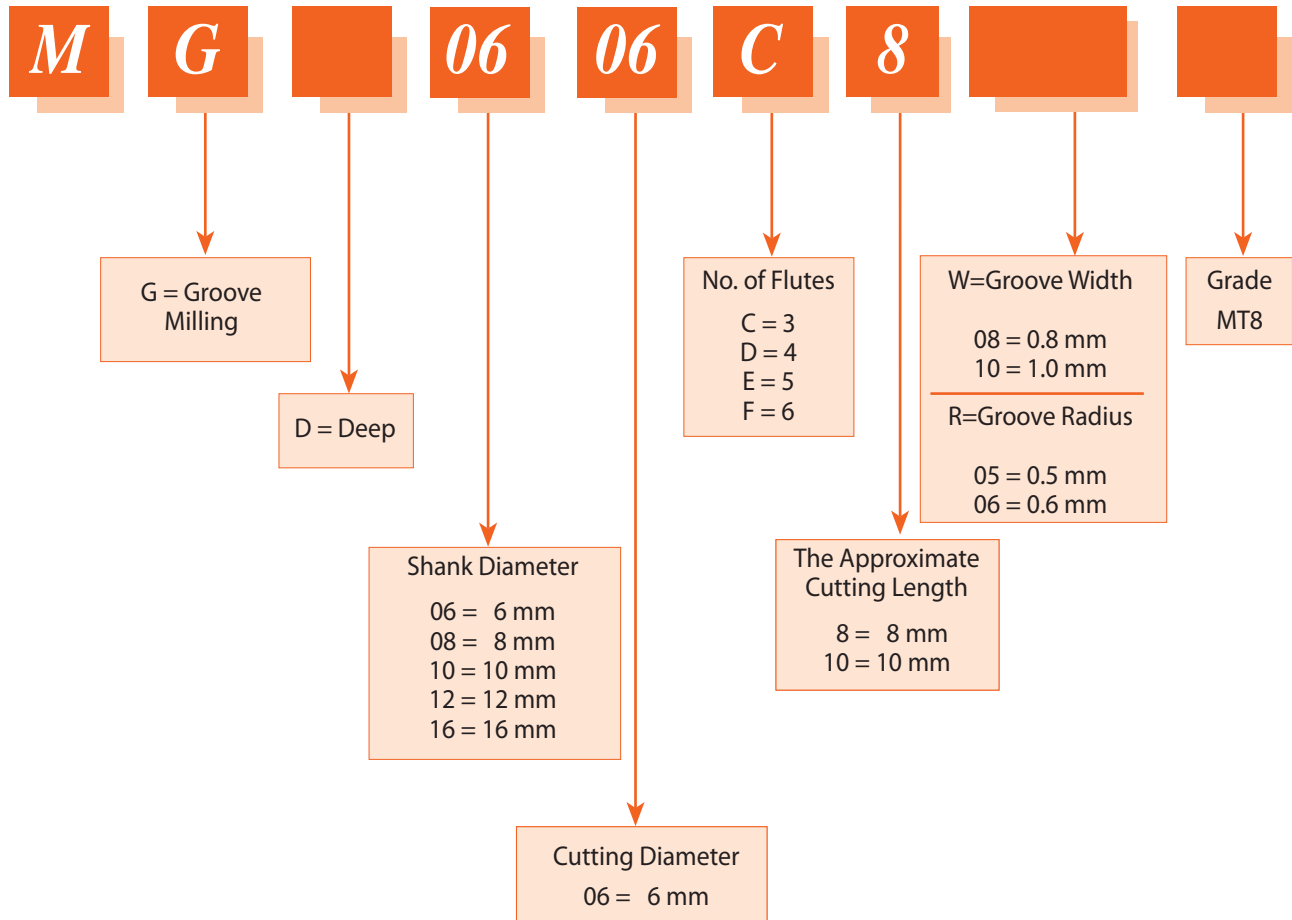 M G 06 06 C 8
G = Groove
Milling
D = Deep
Shank Diameter
06 = 6 mm
08 = 8 mm
10 = 10 mm
12 = 12 mm
16 = 16 mm
Cutting Diameter
06 = 6 mm
No. of Flutes
C = 3
D = 4
E = 5
F = 6
The Approximate
Cutting Length
8 = 8 mm
10 = 10 mm
W=Groove Width
08 = 0.8 mm
10 = 1.0 mm
R=Groove Radius
05 = 0.5 mm
06 = 0.6 mm
Grade
MT8